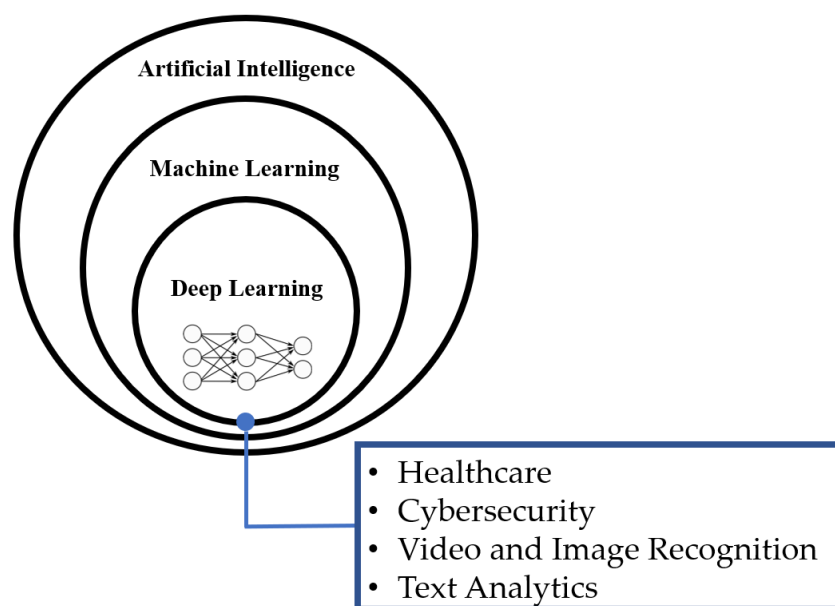 Artificial Intelligence
Machine Learning
Deep Learning
• Healthcare
• Cybersecurity
• Video and Image Recognition
• Text Analytics